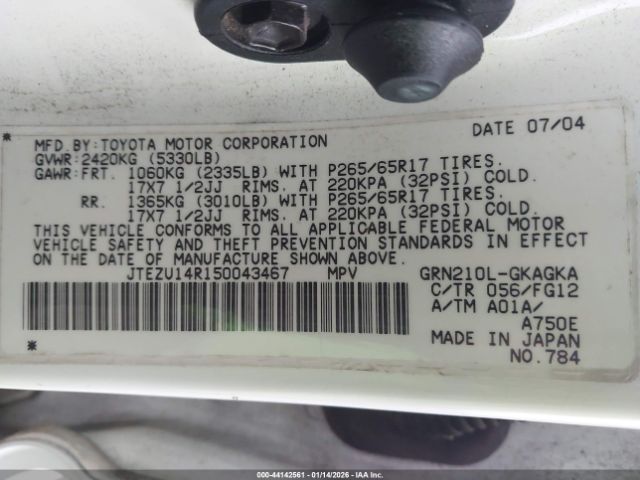 DATE 07/04
* MFD.BY:TOYOTA MOTOR CORPORATION
GVWR:2420KG (5330LB)
GAWR:FRT. 1060KG (2335LB) WITH P265/65R17 TIRES.
17X7 1/2JJ RIMS. AT 220KPA (32PSI) COLD.
RR. 1365KG (3010LB) WITH P265/65R17 TIRES.
17X7 1/2JJ RIMS. AT 220KPA (32PSI) COLD.
THIS VEHICLE CONFORMS TO ALL APPLICABLE FEDERAL MOTOR
VEHICLE SAFETY AND THEFT PREVENTION STANDARDS IN EFFECT
ON THE DATE OF MANUFACTURE SHOWN ABOVE.
JTEZU14R150043467 MPV GRN210L-GKAGKA
C/TR 056/FG12
A/TM A01A/
A750E
MADE IN JAPAN
* NO.784
000-44142561 - 01/14/2026 - IAAI Inc.